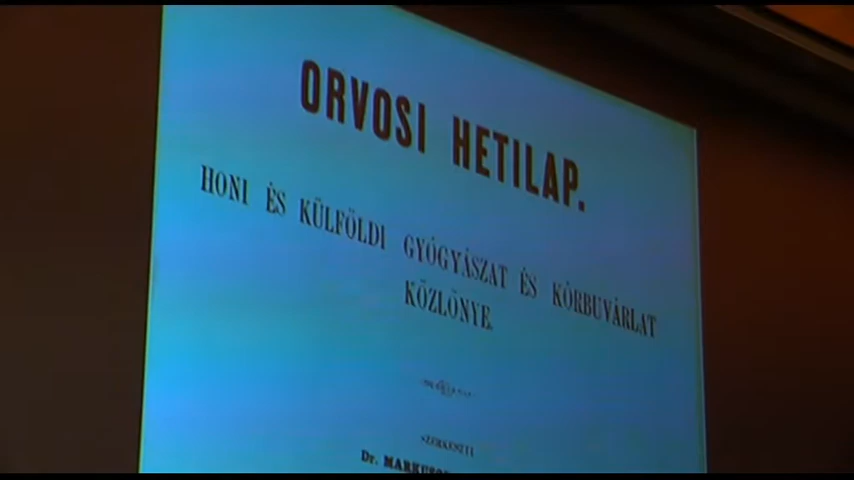 ORVOSI HETILAP.
HONI ÉS KÜLFÖLDI GYÓGYÁSZAT ÉS KÓRBUVÁRLAT
KÖZLÖNYE.
SZERKESZTI
Dr.